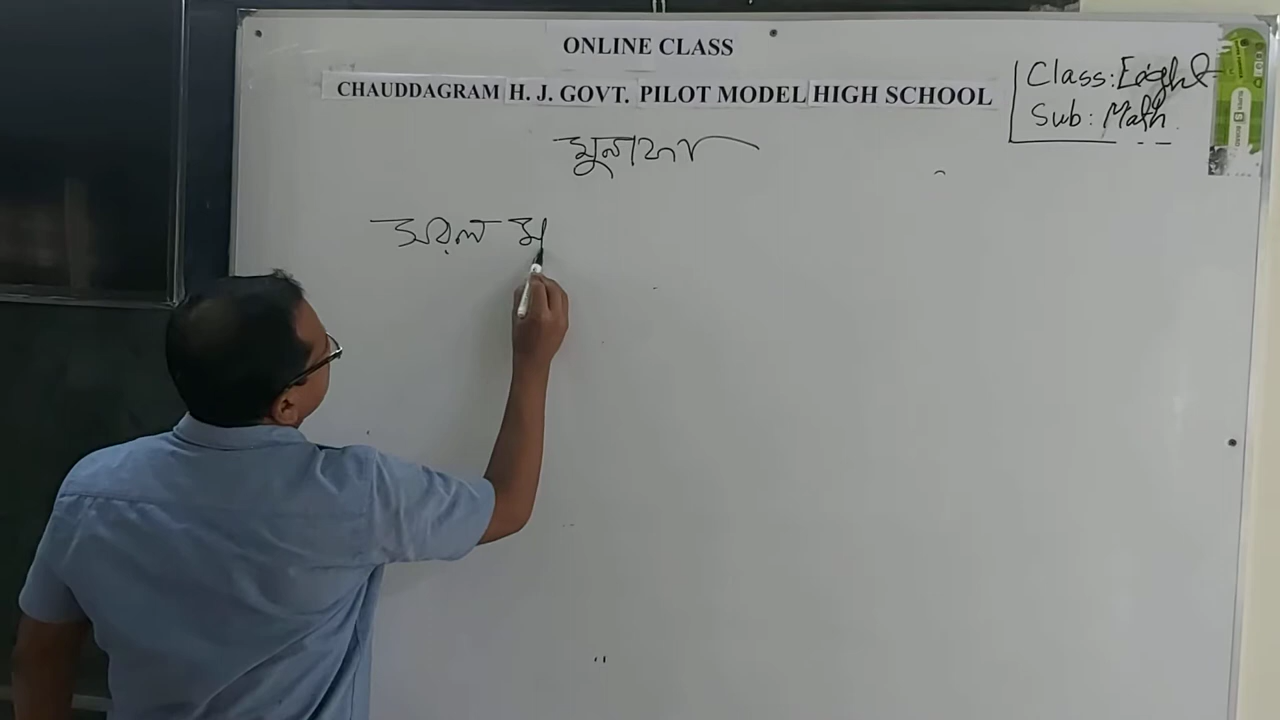 ONLINE CLASS
CHAUDDAGRAM H. J. GOVT. PILOT MODEL HIGH SCHOOL
Class: Eight
Sub: Math
মুনাফা
সরল ম